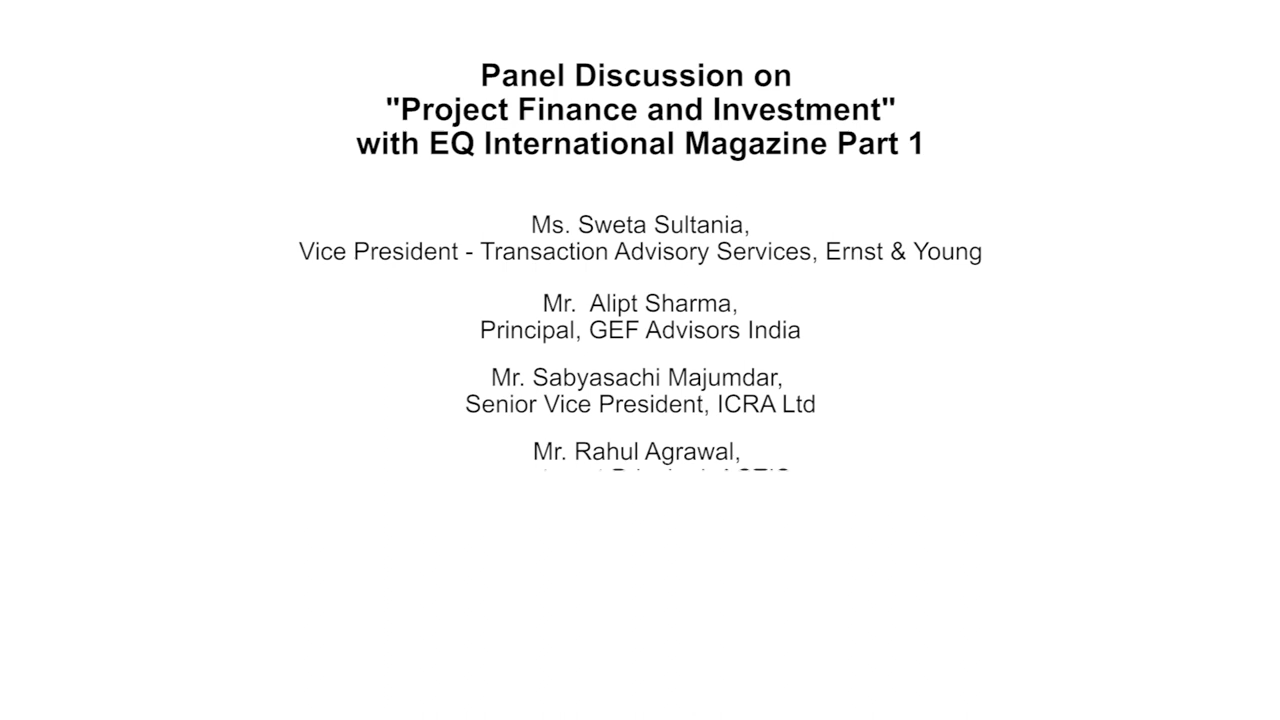 Panel Discussion on
"Project Finance and Investment"
with EQ International Magazine Part 1
Ms. Sweta Sultania,
Vice President - Transaction Advisory Services, Ernst & Young
Mr.  Alipt Sharma,
Principal, GEF Advisors India
Mr. Sabyasachi Majumdar,
Senior Vice President, ICRA Ltd
Mr. Rahul Agrawal,